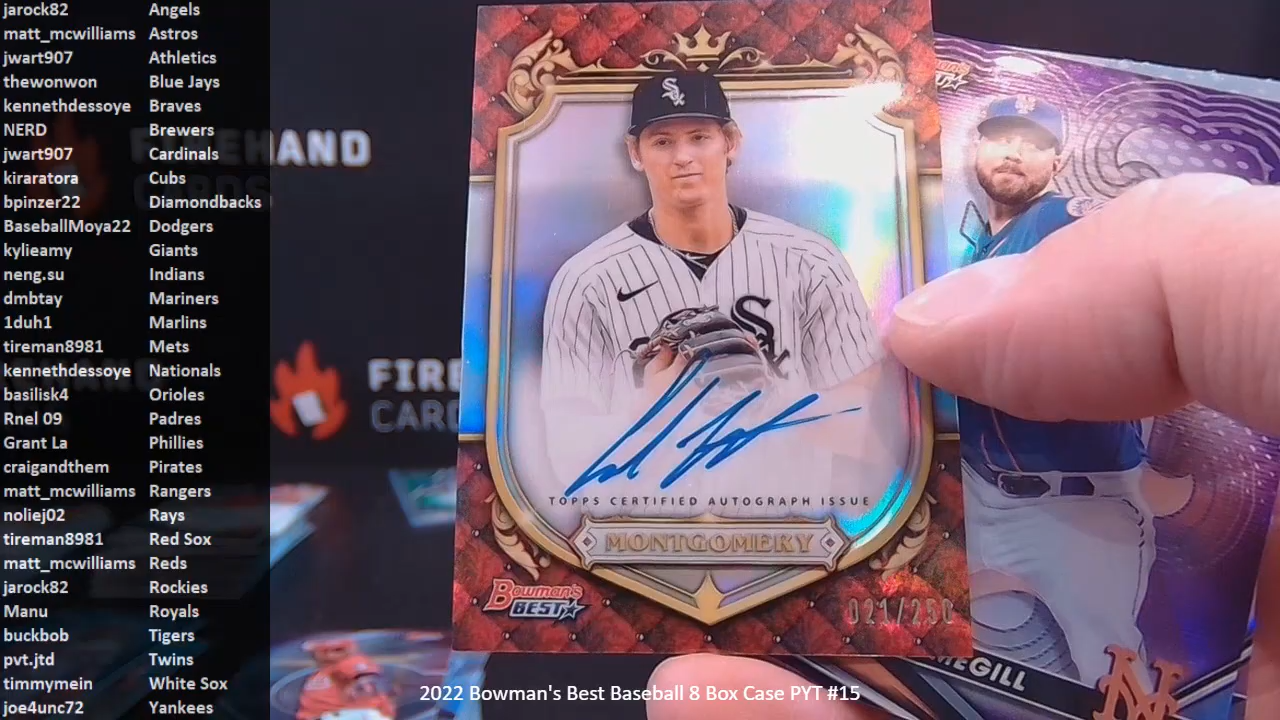 jarock82 Angels
matt_mcwilliams Astros
jwart907 Athletics
thewonwon Blue Jays
kennethdessoye Braves
NERD Brewers
jwart907 Cardinals
kiraratora Cubs
bpinzer22 Diamondbacks
BaseballMoya22 Dodgers
kylieamy Giants
neng.su Indians
dmbtay Mariners
1duh1 Marlins
tireman8981 Mets
kennethdessoye Nationals
basilisk4 Orioles
Rnel 09 Padres
Grant La Phillies
craigandthem Pirates
matt_mcwilliams Rangers
noliej02 Rays
tireman8981 Red Sox
matt_mcwilliams Reds
jarock82 Rockies
Manu Royals
buckbob Tigers
pvt.jtd Twins
timmymein White Sox
joe4unc72 Yankees
FIREHAND
CARDS
FIRE
CARD
SOX
TOPPS CERTIFIED AUTOGRAPH ISSUE
MONTGOMERY
Bowman's
BEST
021/250
MEGILL
NY
2022 Bowman's Best Baseball 8 Box Case PYT #15